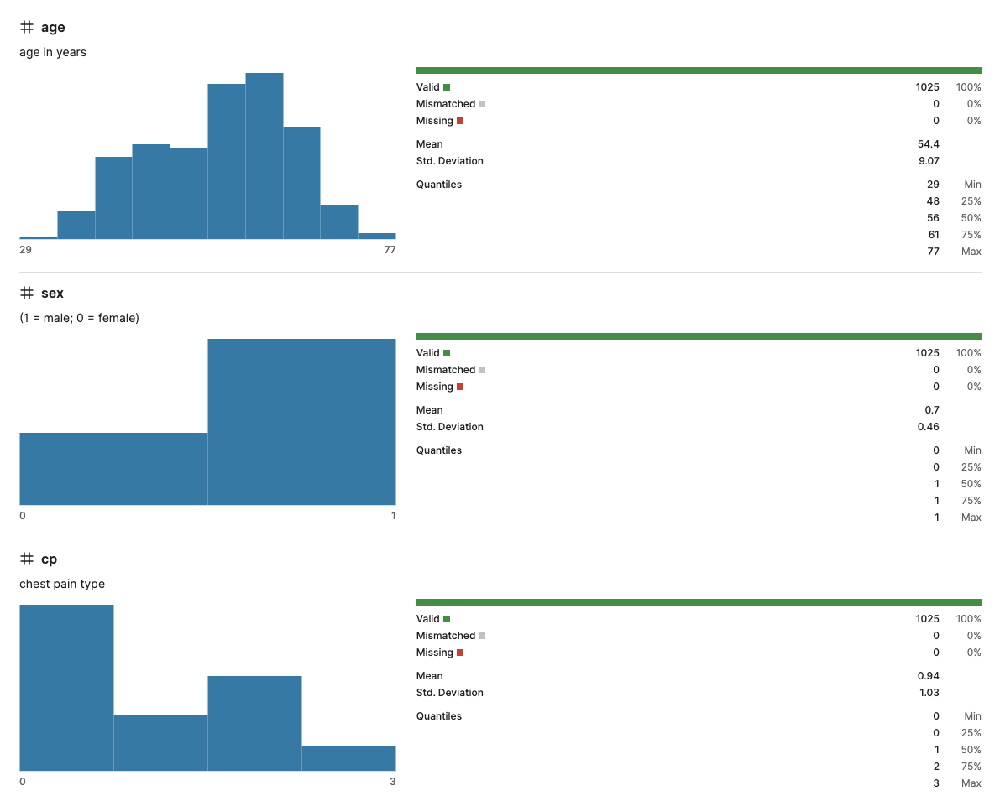 age
age in years
Valid 1025 100%
Mismatched 0 0%
Missing 0 0%
Mean 54.4
Std. Deviation 9.07
Quantiles 29 Min
48 25%
56 50%
61 75%
77 Max
29 77
sex
(1 = male; 0 = female)
Valid 1025 100%
Mismatched 0 0%
Missing 0 0%
Mean 0.7
Std. Deviation 0.46
Quantiles 0 Min
0 25%
1 50%
1 75%
1 Max
0 1
cp
chest pain type
Valid 1025 100%
Mismatched 0 0%
Missing 0 0%
Mean 0.94
Std. Deviation 1.03
Quantiles 0 Min
0 25%
1 50%
2 75%
3 Max
0 3